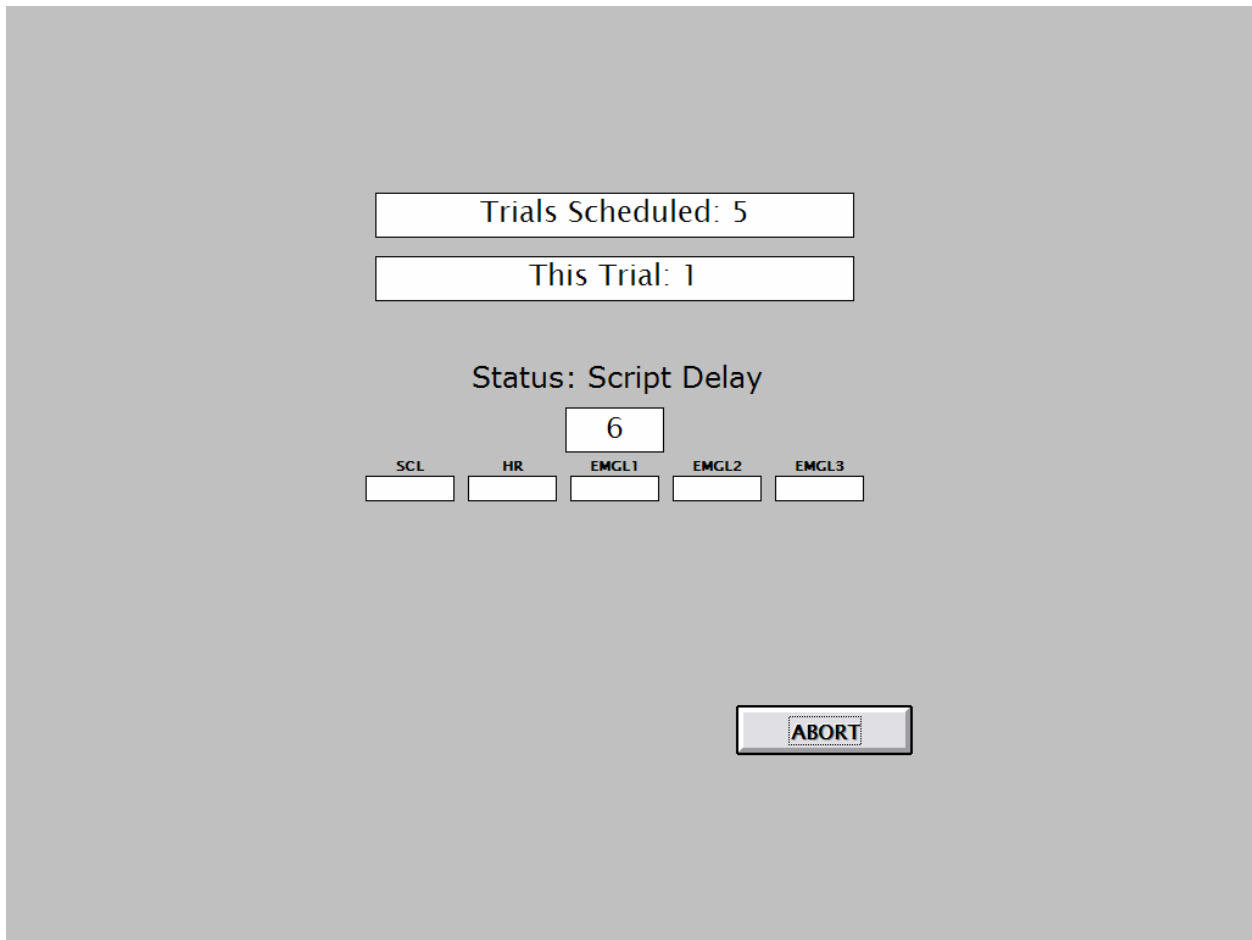 Trials Scheduled: 5
This Trial: 1
Status: Script Delay
6
SCL HR EMGL1 EMGL2 EMGL3
ABORT